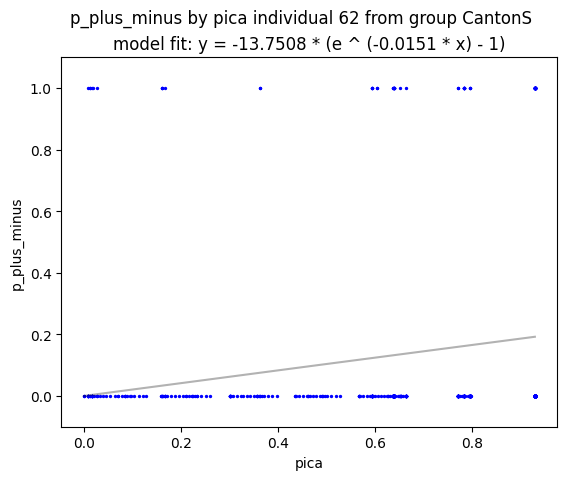 p_plus_minus by pica individual 62 from group CantonS
model fit: y = -13.7508 * (e ^ (-0.0151 * x) - 1)
1.0
0.8
0.6
0.4
0.2
0.0
p_plus_minus
0.0 0.2 0.4 0.6 0.8
pica